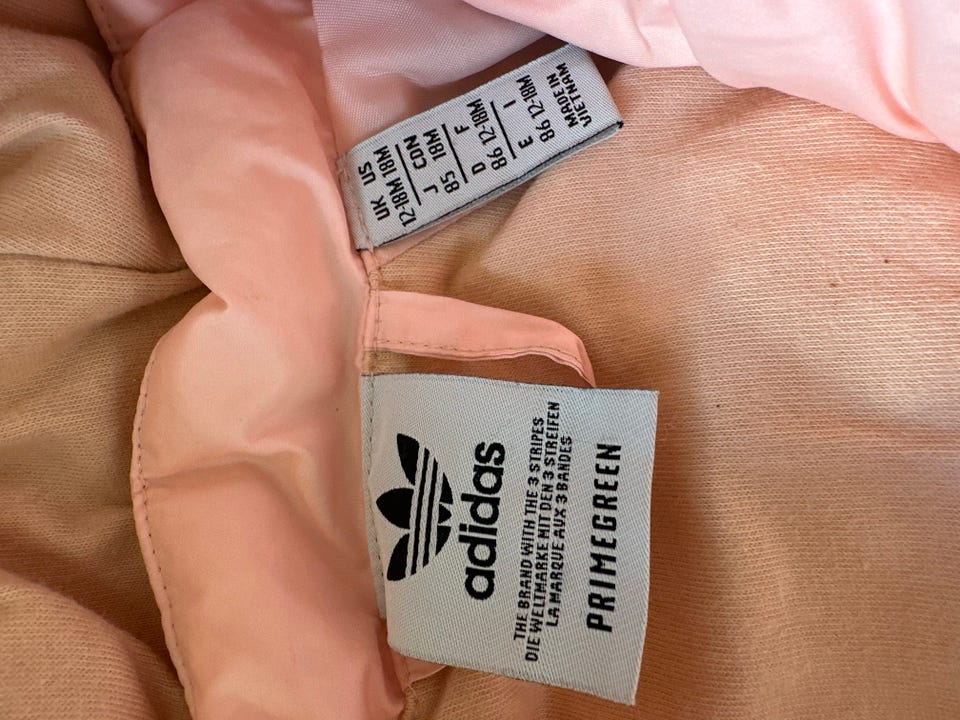 UK US
12-18M 18M
J CDN
85 18M
D F
86 12-18M
E I
86 12-18M
MADE IN
VIETNAM
adidas
THE BRAND WITH THE 3 STRIPES
DIE WELTMARKE MIT DEN 3 STREIFEN
LA MARQUE AUX 3 BANDES
PRIMEGREEN